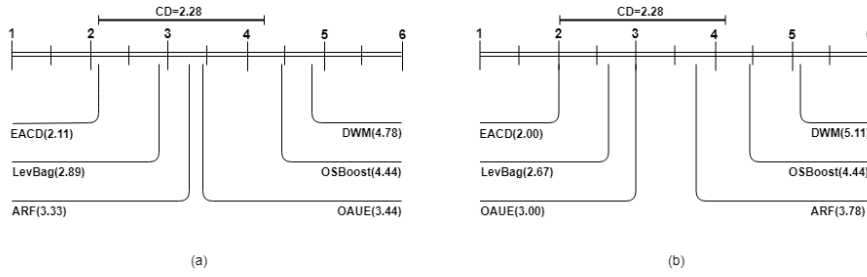 CD=2.28
1 2 3 4 5 6
EACD(2.11) DWM(4.78)
LevBag(2.89) OSBoost(4.44)
ARF(3.33) OAUE(3.44)
(a)
CD=2.28
1 2 3 4 5 6
EACD(2.00) DWM(5.11)
LevBag(2.67) OSBoost(4.44)
OAUE(3.00) ARF(3.78)
(b)